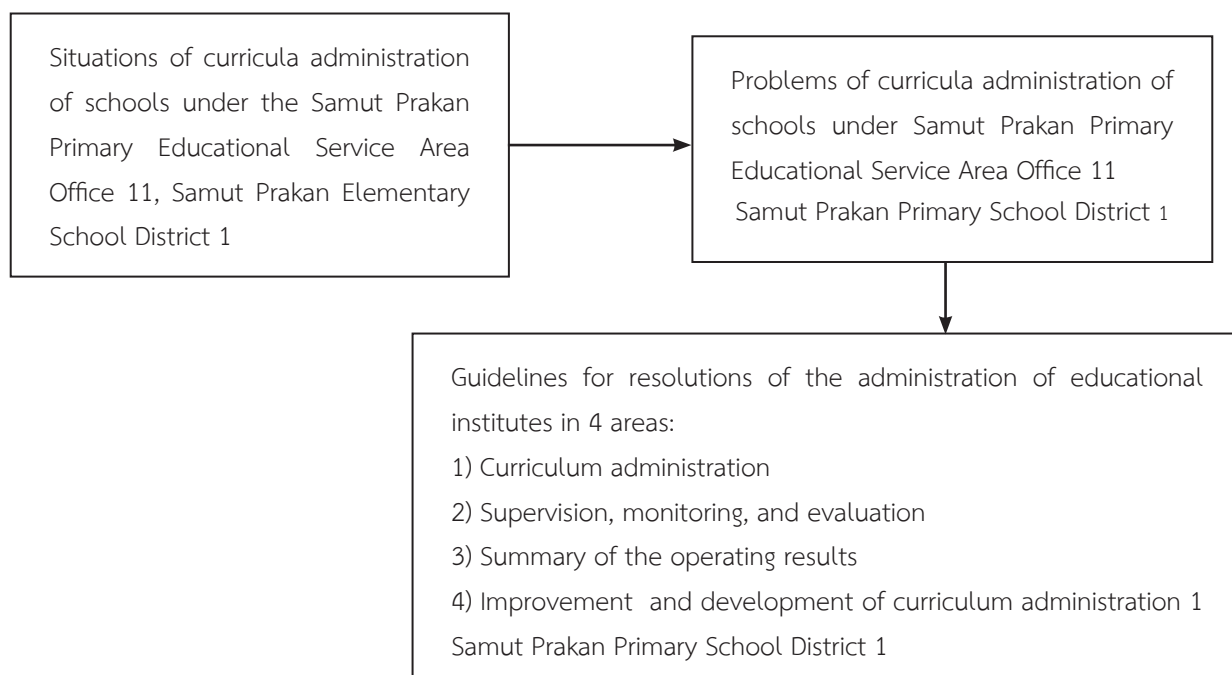 Situations of curricula administration
of schools under the Samut Prakan
Primary Educational Service Area
Office 11, Samut Prakan Elementary
School District 1
Problems of curricula administration of
schools under Samut Prakan Primary
Educational Service Area Office 11
Samut Prakan Primary School District 1
Guidelines for resolutions of the administration of educational
institutes in 4 areas:
1) Curriculum administration
2) Supervision, monitoring, and evaluation
3) Summary of the operating results
4) Improvement and development of curriculum administration 1
Samut Prakan Primary School District 1